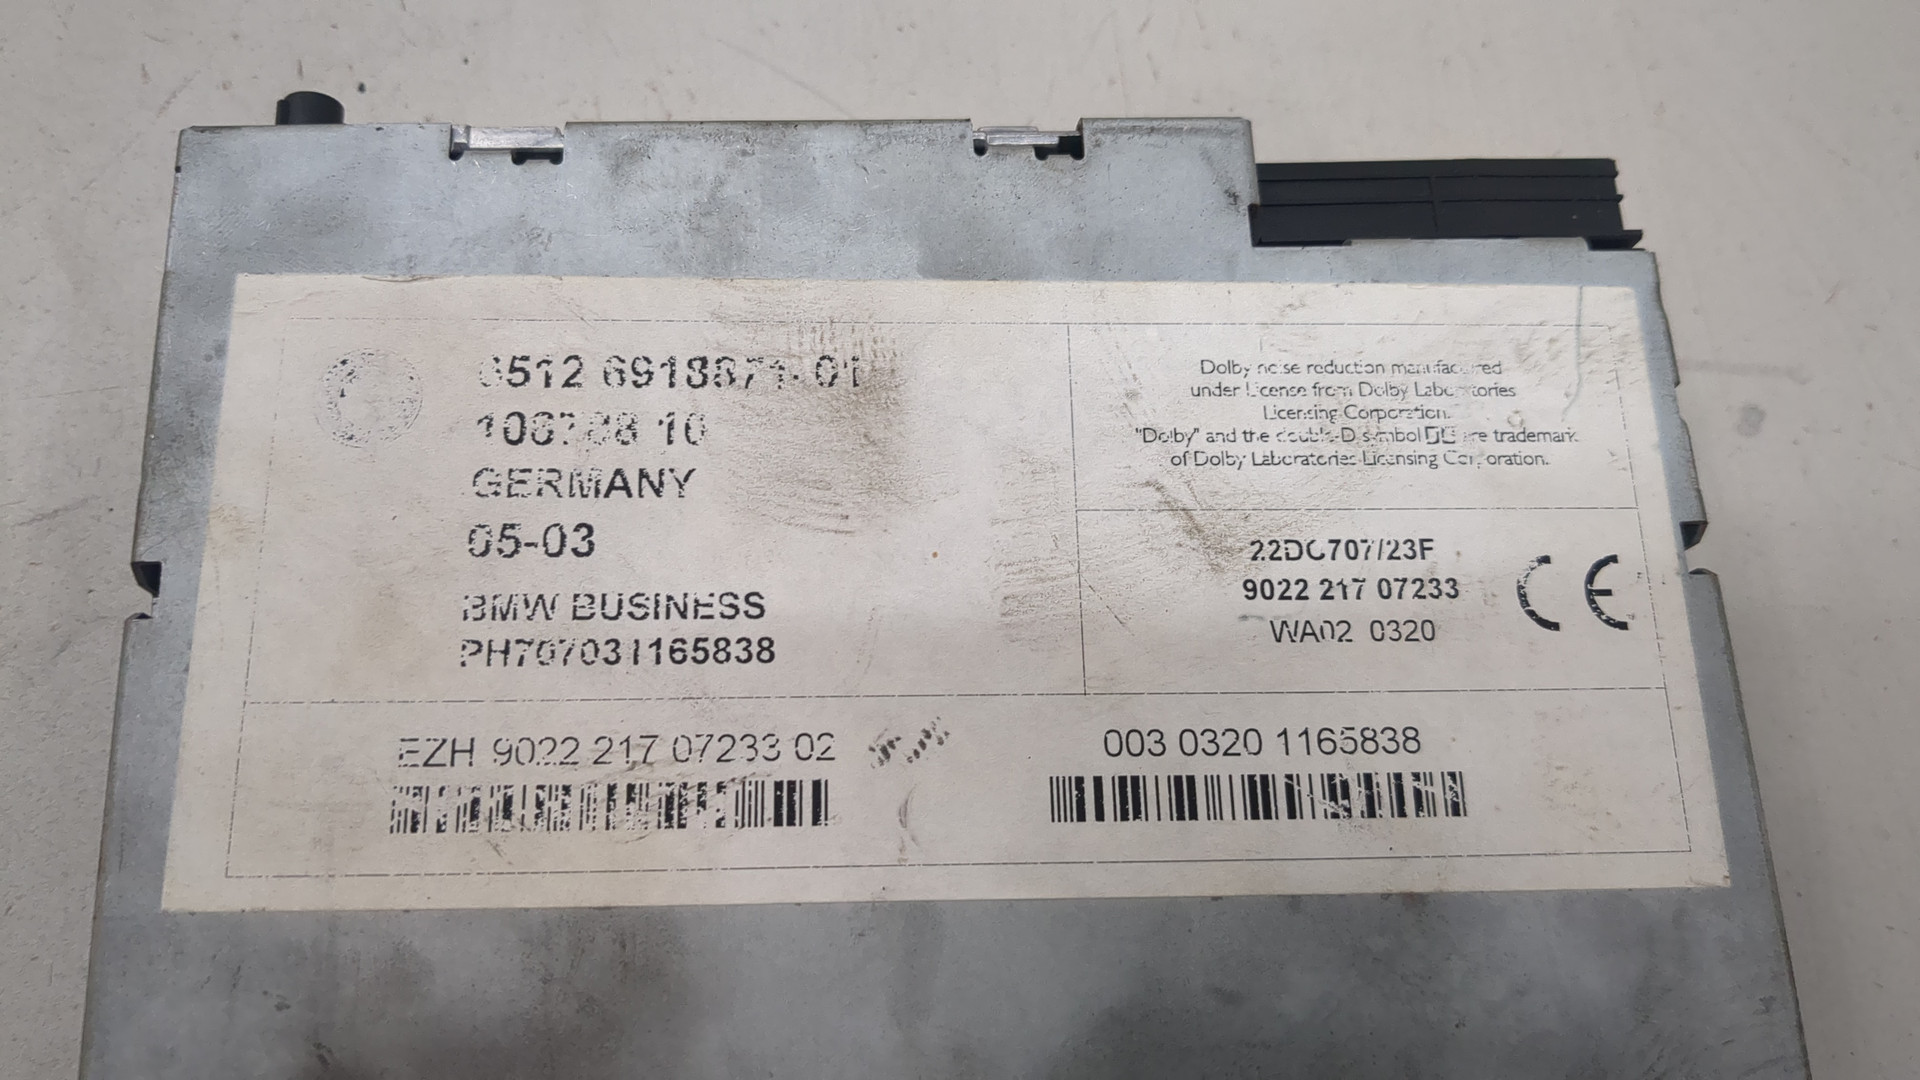 6512 6918871-01
GERMANY
05-03
BMW BUSINESS
PH707031165838
Dolby noise reduction manufactured
under License from Dolby Laboratories
Licensing Corporation.
"Dolby" and the double-D symbol are trademark
of Dolby Laboratories Licensing Corporation.
22DC707/23F
9022 217 07233
WA02 0320
CE
EZH 9022 217 07233 02
003 0320 1165838